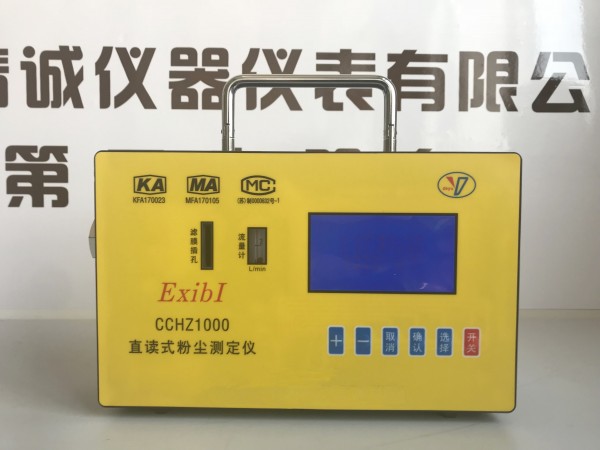 精诚仪器仪表有限公
第
KA
KFA170023
MA
MFA170105
MC
滤膜插孔
流量计
L/min
ExibI
CCHZ1000
直读式粉尘测定仪
+
-
取消
确认
选择
开关